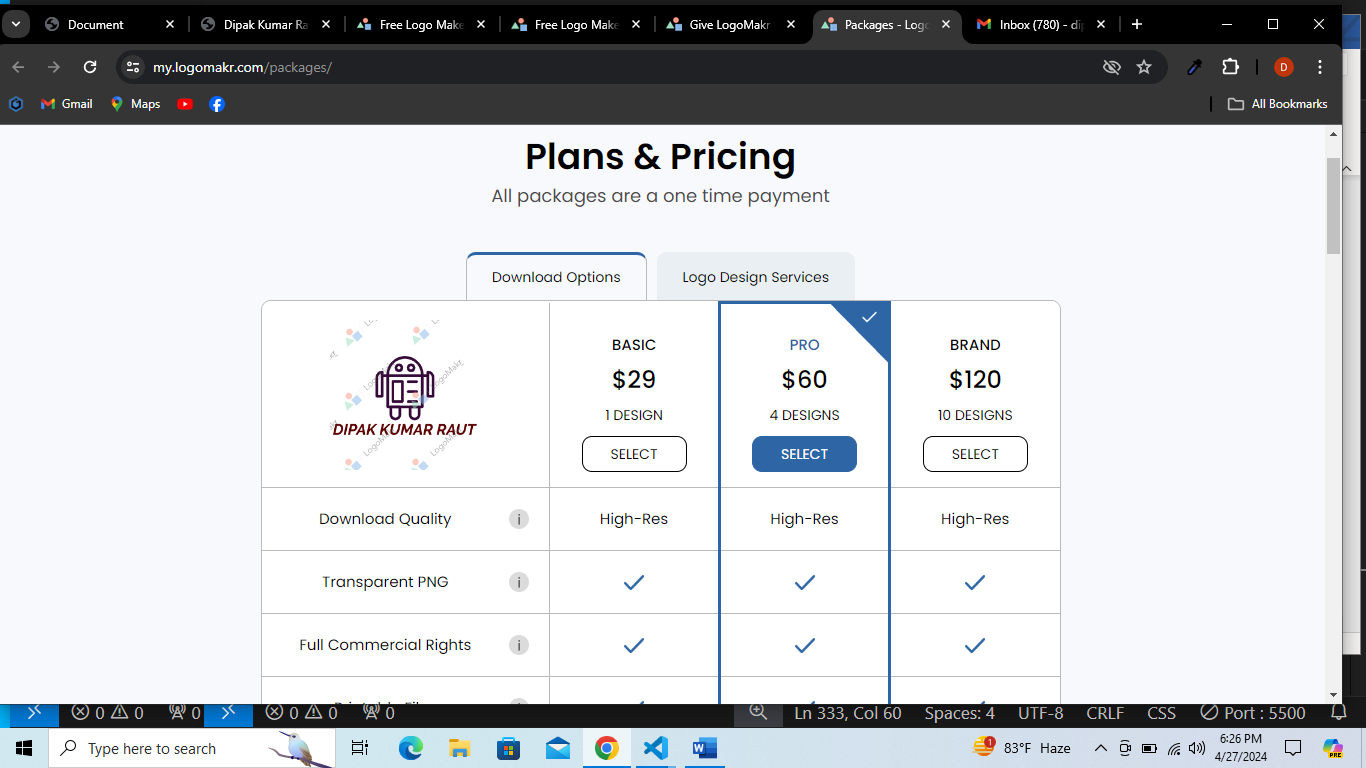 Document
Dipak Kumar Ra
Free Logo Make
Free Logo Make
Give LogoMakr
Packages - Logo
Inbox (780) - di
my.logomakr.com/packages/
D
Gmail
Maps
All Bookmarks
Plans & Pricing
All packages are a one time payment
Download Options
Logo Design Services
DIPAK KUMAR RAUT
BASIC
$29
1 DESIGN
SELECT
PRO
$60
4 DESIGNS
SELECT
BRAND
$120
10 DESIGNS
SELECT
Download Quality
i
High-Res
High-Res
High-Res
Transparent PNG
i
Full Commercial Rights
i
0 0 0 0 0 0
Ln 333, Col 60
Spaces: 4
UTF-8
CRLF
CSS
Port : 5500
Type here to search
1
83°F Haze
6:26 PM
4/27/2024
PRE